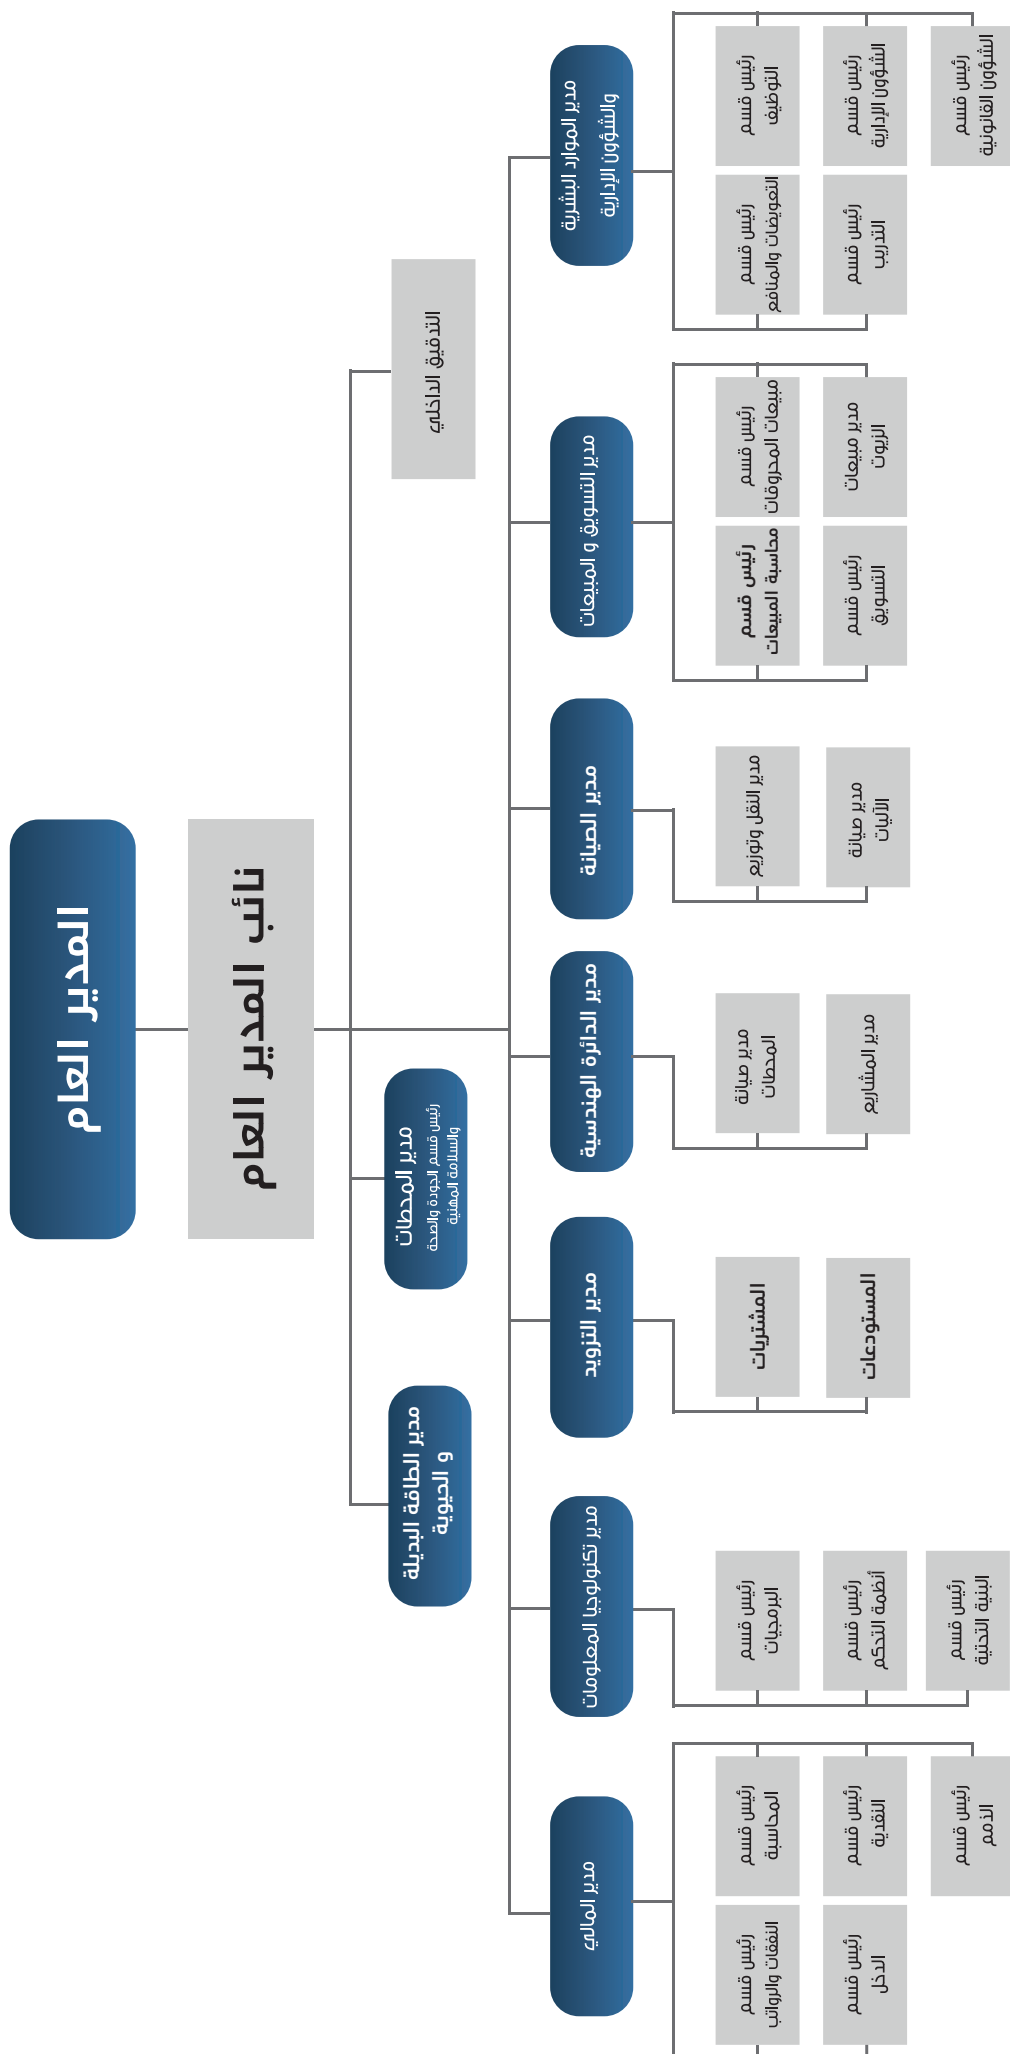 المدير العام
نائب المدير العام
التدقيق الداخلي
مدير المحطات
رئيس قسم الجودة والصحة
والسلامة المهنية
مدير الطاقة البديلة
و الحيوية
مدير الموارد البشرية
والشؤون الإدارية
رئيس قسم
التوظيف
رئيس قسم
الشؤون الإدارية
رئيس قسم
الشؤون القانونية
رئيس قسم
التعويضات والمنافع
رئيس قسم
التدريب
مدير التسويق و المبيعات
رئيس قسم
مبيعات المحروقات
مدير مبيعات
الزيوت
رئيس قسم
محاسبة المبيعات
رئيس قسم
التسويق
مدير الصيانة
مدير النقل وتوزيع
مدير صيانة
الآليات
مدير الدائرة الهندسية
مدير صيانة
المحطات
مدير المشاريع
مدير التزويد
المشتريات
المستودعات
مدير تكنولوجيا المعلومات
رئيس قسم
البرمجيات
رئيس قسم
أنظمة التحكم
رئيس قسم
البنية التحتية
مدير المالي
رئيس قسم
المحاسبة
رئيس قسم
النقدية
رئيس قسم
الذمم
رئيس قسم
النفقات والرواتب
رئيس قسم
الدخل